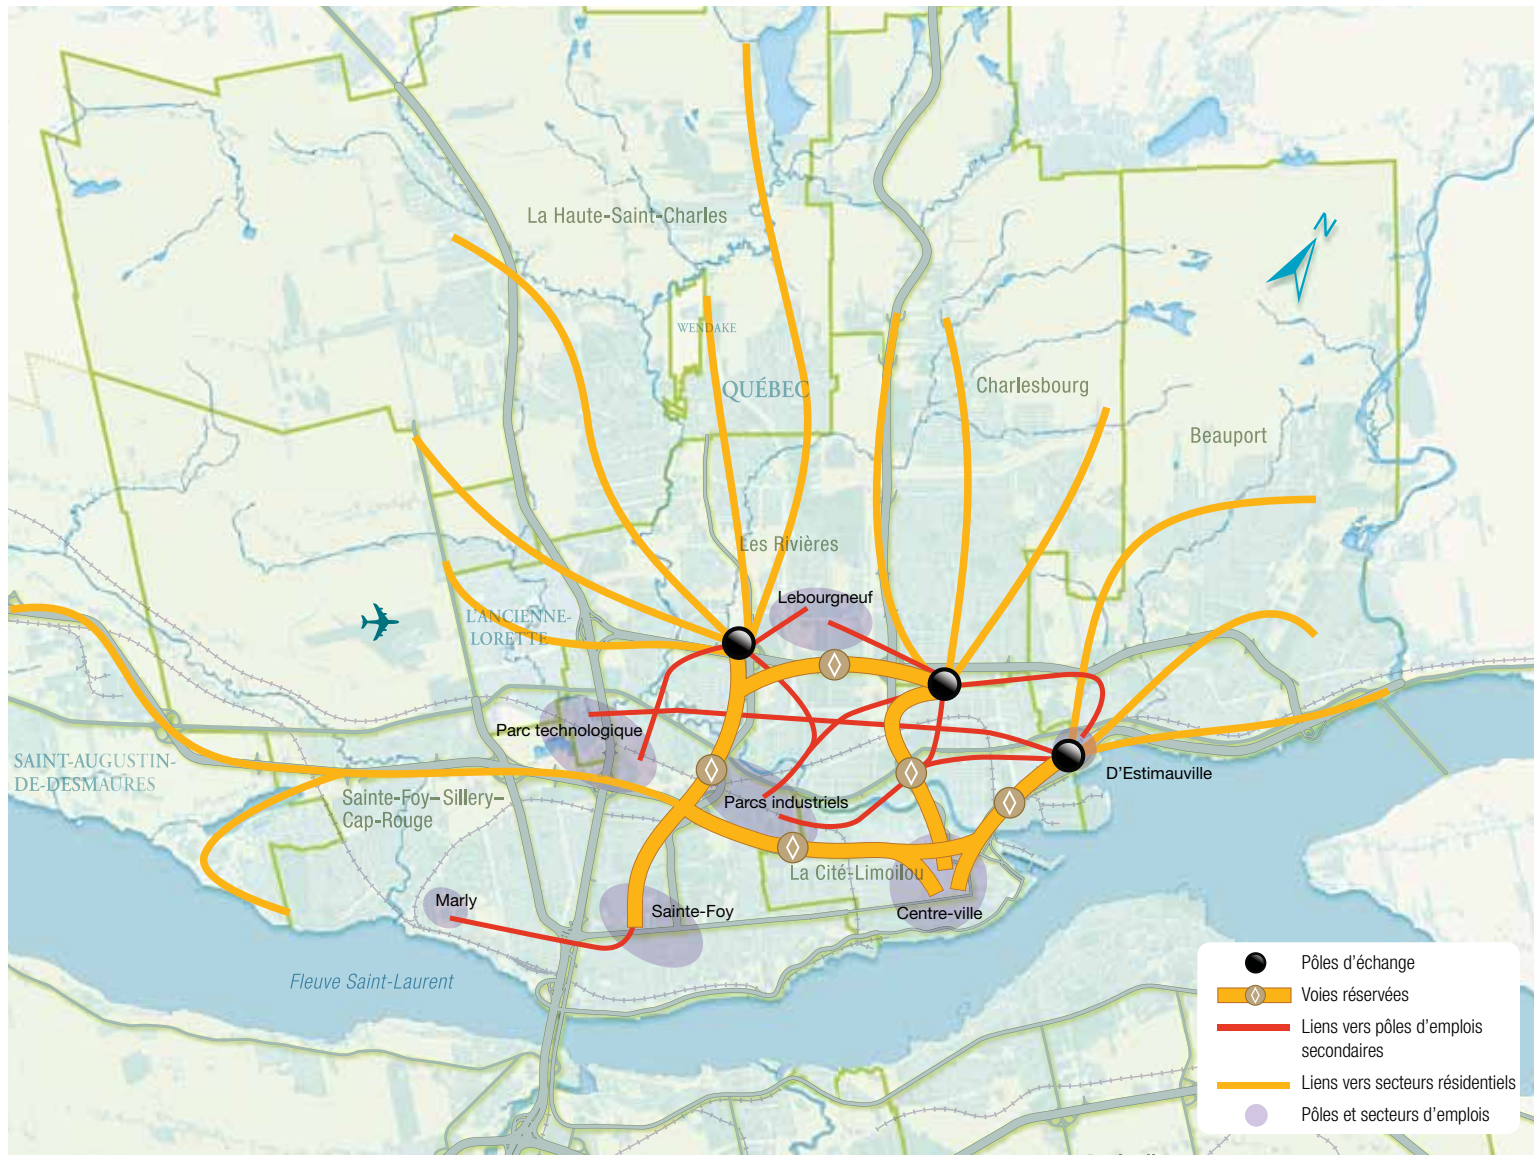 La Haute-Saint-Charles
N
WENDAKE
QUÉBEC
Charlesbourg
Beauport
Les Rivières
Lebourgneuf
L'ANCIENNE-
LORETTE
Parc technologique
SAINT-AUGUSTIN-
DE-DESMAURES
D'Estimauville
Sainte-Foy–Sillery–
Cap-Rouge
Parcs industriels
La Cité-Limoilou
Marly
Sainte-Foy
Centre-ville
Fleuve Saint-Laurent
Pôles d'échange
Voies réservées
Liens vers pôles d'emplois
secondaires
Liens vers secteurs résidentiels
Pôles et secteurs d'emplois